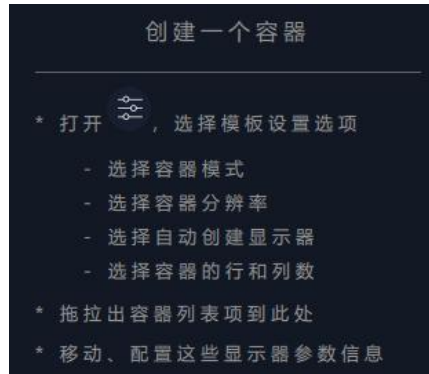 创建一个容器
* 打开 , 选择模板设置选项
- 选择容器模式
- 选择容器分辨率
- 选择自动创建显示器
- 选择容器的行和列数
* 拖拉出容器列表项到此处
* 移动、配置这些显示器参数信息